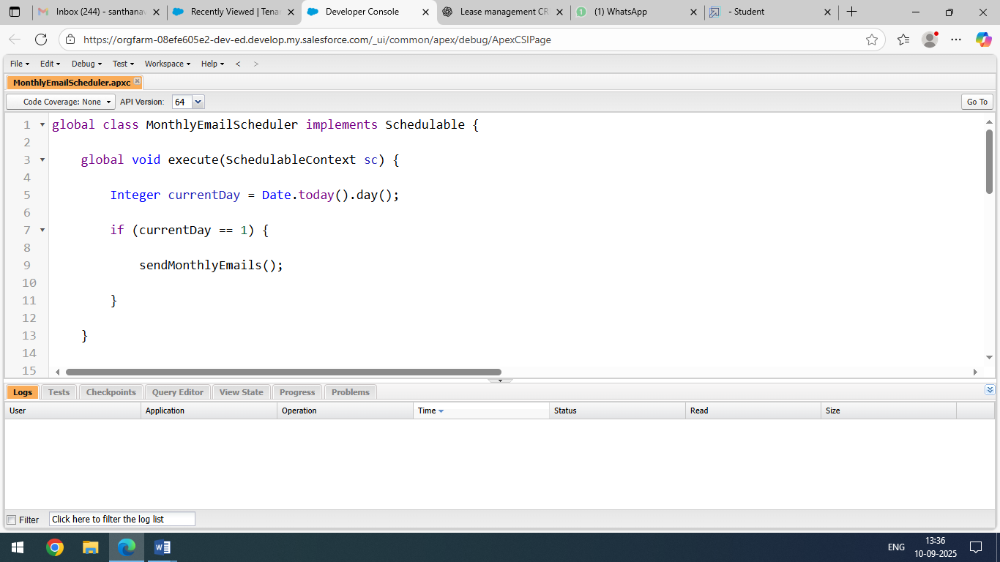 Inbox (244) - santhanav
Recently Viewed | Tena
Developer Console
Lease management CR
(1) WhatsApp
- Student
https://orgfarm-08efe605e2-dev-ed.develop.my.salesforce.com/_ui/common/apex/debug/ApexCSIPage
File Edit Debug Test Workspace Help < >
MonthlyEmailScheduler.apxc
Code Coverage: None API Version: 64 Go To
1 global class MonthlyEmailScheduler implements Schedulable {
2
3 global void execute(SchedulableContext sc) {
4
5 Integer currentDay = Date.today().day();
6
7 if (currentDay == 1) {
8
9 sendMonthlyEmails();
10
11 }
12
13 }
14
15
Logs Tests Checkpoints Query Editor View State Progress Problems
User Application Operation Time Status Read Size
Filter Click here to filter the log list
ENG
13:36
10-09-2025